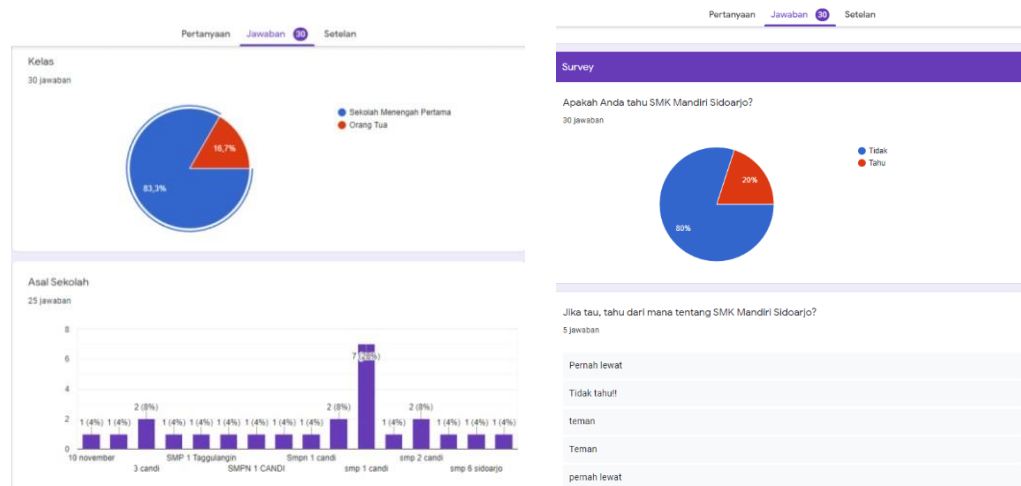 Pertanyaan Jawaban 30 Setelan
Kelas
30 jawaban
Sekolah Menengah Pertama
Orang Tua
16,7%
83,3%
Asal Sekolah
25 jawaban
8
6
4
2
0
1 (4%) 1 (4%) 2 (8%) 1 (4%) 1 (4%) 1 (4%) 1 (4%) 1 (4%) 2 (8%) 7 (28%) 1 (4%) 2 (8%) 1 (4%) 1 (4%) 1 (4%)
10 november SMP 1 Taggulangin Smpn 1 candi smp 2 candi
3 candi SMPN 1 CANDI smp 1 candi smp 6 sidoarjo
Pertanyaan Jawaban 30 Setelan
Survey
Apakah Anda tahu SMK Mandiri Sidoarjo?
30 jawaban
Tidak
Tahu
20%
80%
Jika tau, tahu dari mana tentang SMK Mandiri Sidoarjo?
5 jawaban
Pernah lewat
Tidak tahu!!
teman
Teman
pernah lewat